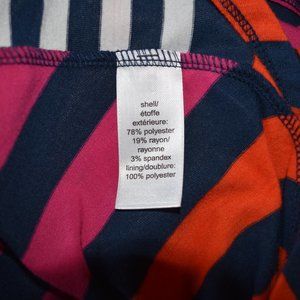 shell/
étoffe
extérieure:
78% polyester
19% rayon/
rayonne
3% spandex
lining/doublure:
100% polyester